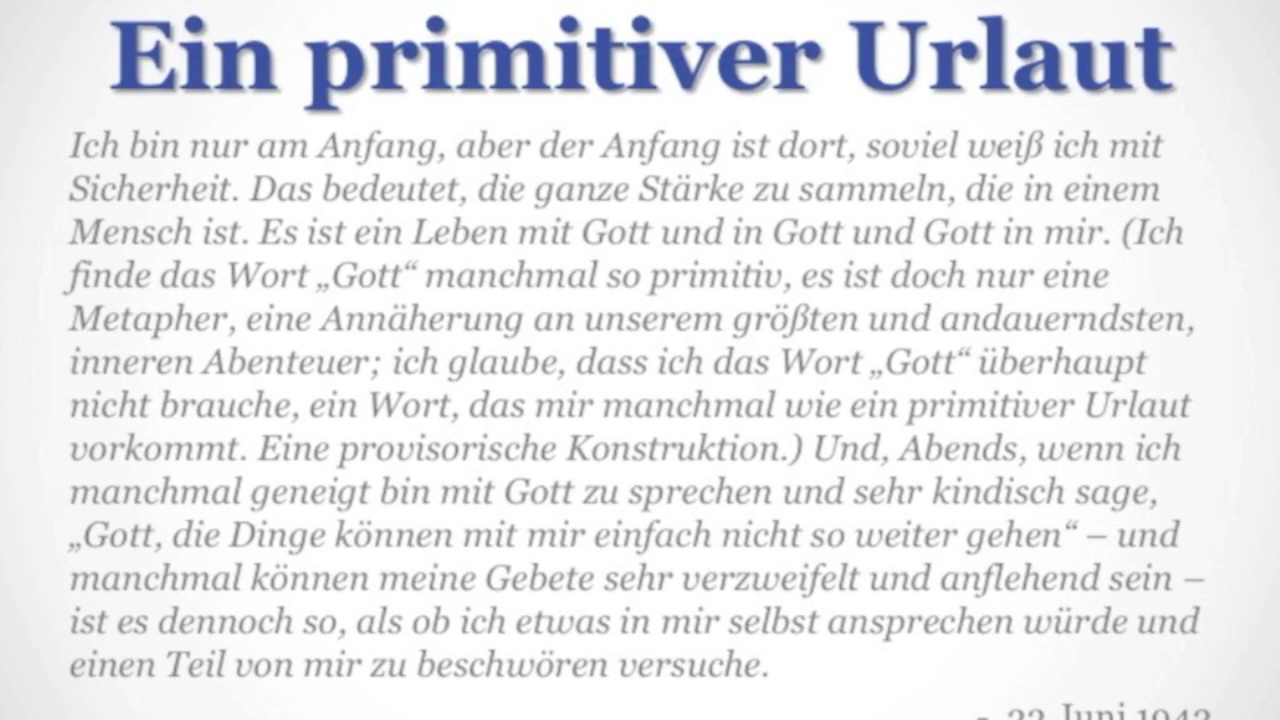 Ein primitiver Urlaut
Ich bin nur am Anfang, aber der Anfang ist dort, soviel weiß ich mit
Sicherheit. Das bedeutet, die ganze Stärke zu sammeln, die in einem
Mensch ist. Es ist ein Leben mit Gott und in Gott und Gott in mir. (Ich
finde das Wort „Gott“ manchmal so primitiv, es ist doch nur eine
Metapher, eine Annäherung an unserem größten und andauerndsten,
inneren Abenteuer; ich glaube, dass ich das Wort „Gott“ überhaupt
nicht brauche, ein Wort, das mir manchmal wie ein primitiver Urlaut
vorkommt. Eine provisorische Konstruktion.) Und, Abends, wenn ich
manchmal geneigt bin mit Gott zu sprechen und sehr kindisch sage,
„Gott, die Dinge können mit mir einfach nicht so weiter gehen“ – und
manchmal können meine Gebete sehr verzweifelt und anflehend sein –
ist es dennoch so, als ob ich etwas in mir selbst ansprechen würde und
einen Teil von mir zu beschwören versuche.
- Juni